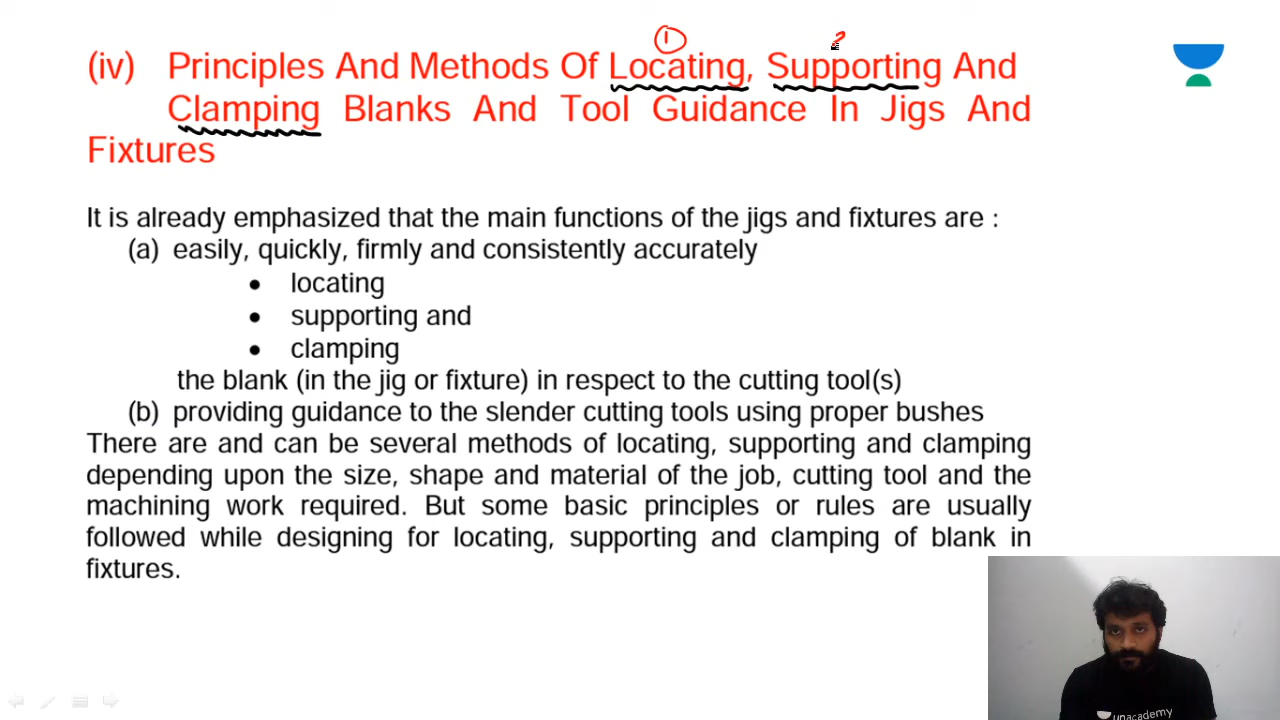 1
2
(iv) Principles And Methods Of Locating, Supporting And
Clamping Blanks And Tool Guidance In Jigs And
Fixtures
It is already emphasized that the main functions of the jigs and fixtures are :
(a) easily, quickly, firmly and consistently accurately
• locating
• supporting and
• clamping
the blank (in the jig or fixture) in respect to the cutting tool(s)
(b) providing guidance to the slender cutting tools using proper bushes
There are and can be several methods of locating, supporting and clamping
depending upon the size, shape and material of the job, cutting tool and the
machining work required. But some basic principles or rules are usually
followed while designing for locating, supporting and clamping of blank in
fixtures.
unacademy